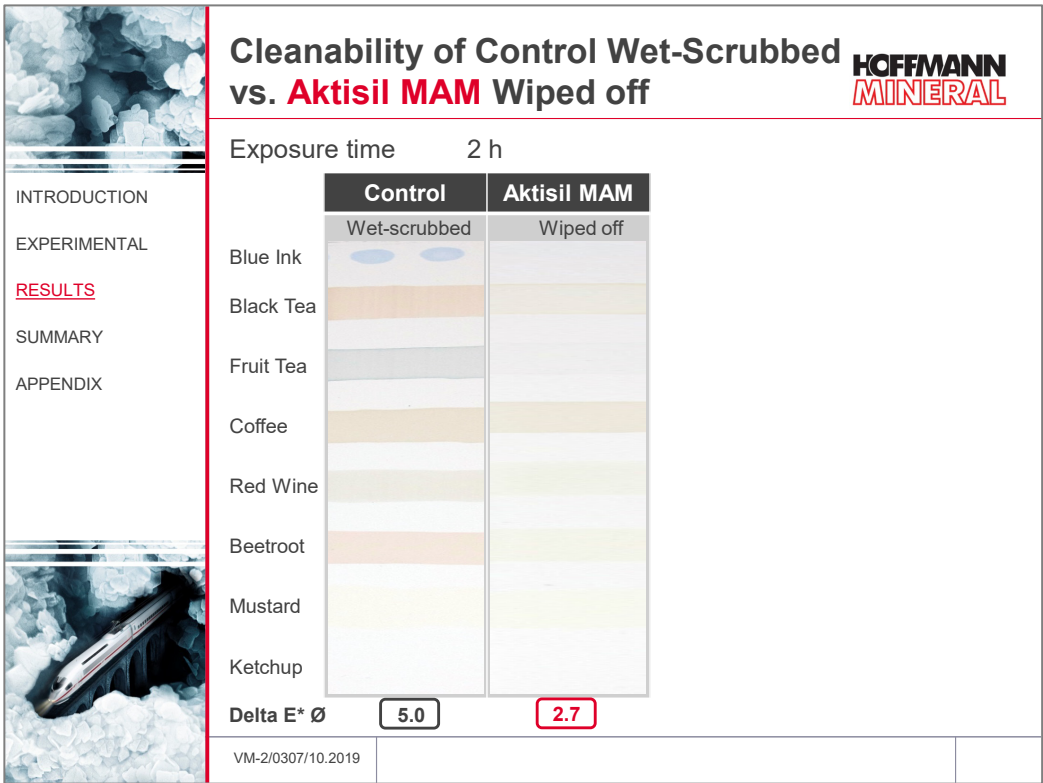 Cleanability of Control Wet-Scrubbed
vs. Aktisil MAM Wiped off
HOFFMANN
MINERAL
INTRODUCTION
EXPERIMENTAL
RESULTS
SUMMARY
APPENDIX
Exposure time 2 h
Control Aktisil MAM
Wet-scrubbed Wiped off
Blue Ink
Black Tea
Fruit Tea
Coffee
Red Wine
Beetroot
Mustard
Ketchup
Delta E* Ø 5.0 2.7
VM-2/0307/10.2019